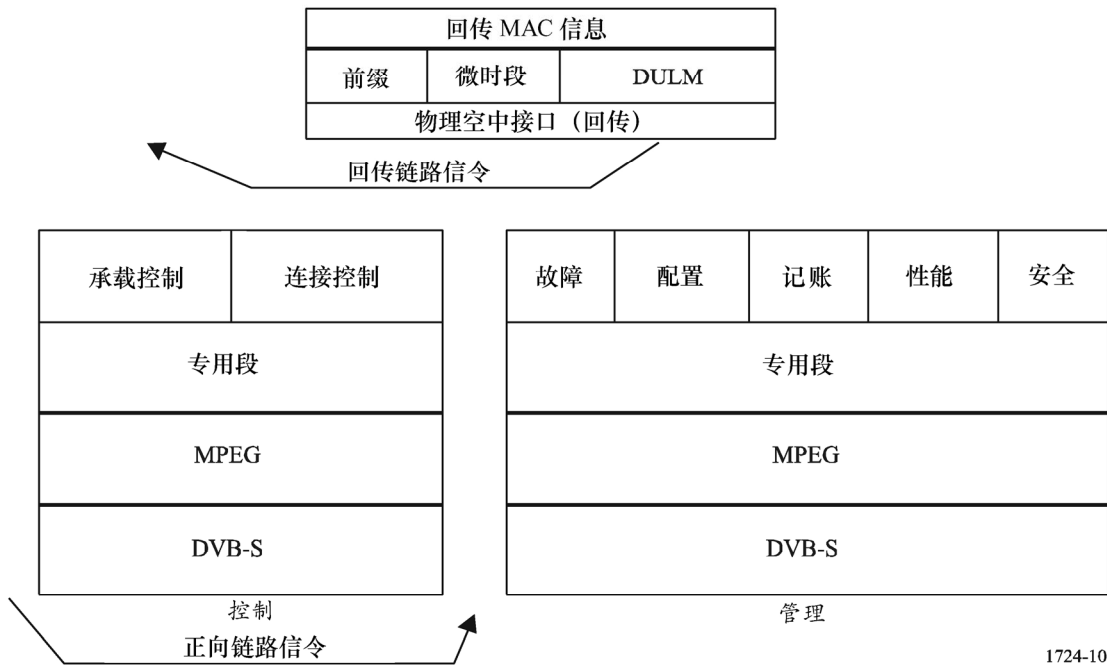 回传 MAC 信息
前缀 微时段 DULM
物理空中接口（回传）
回传链路信令
承载控制 连接控制
专用段
MPEG
DVB-S
控制
故障 配置 记账 性能 安全
专用段
MPEG
DVB-S
管理
正向链路信令
1724-10